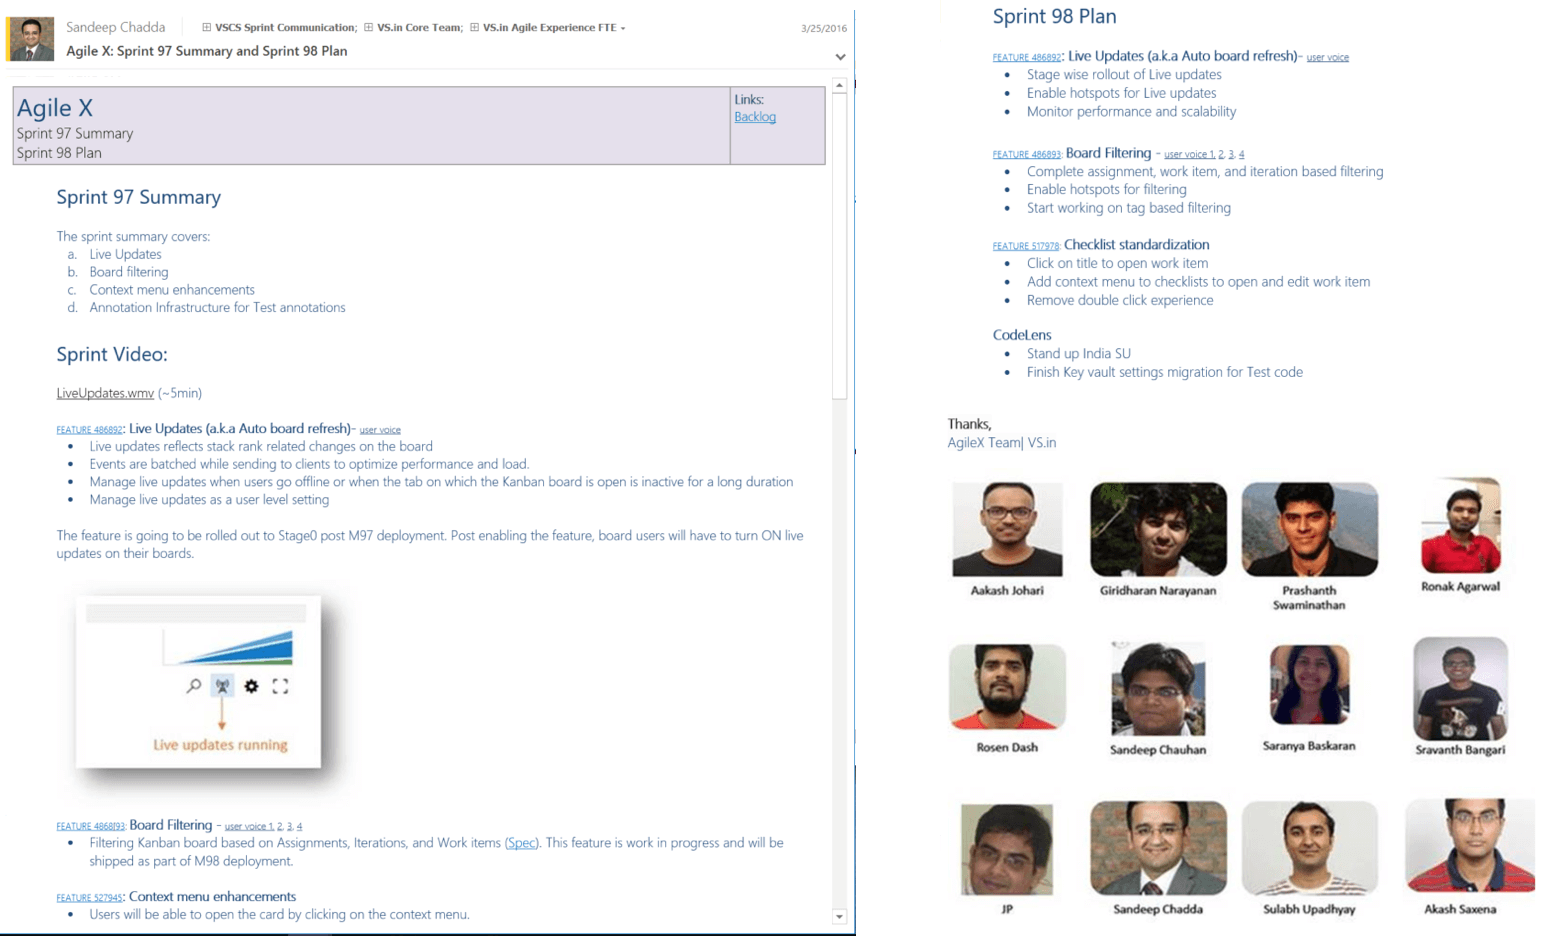 Sandeep Chadda
VSCS Sprint Communication; VS.in Core Team; VS.in Agile Experience FTE
3/25/2016
Agile X: Sprint 97 Summary and Sprint 98 Plan
Agile X
Sprint 97 Summary
Sprint 98 Plan
Links:
Backlog
Sprint 97 Summary
The sprint summary covers:
a. Live Updates
b. Board filtering
c. Context menu enhancements
d. Annotation Infrastructure for Test annotations
Sprint Video:
LiveUpdates.wmv (~5min)
FEATURE 486892: Live Updates (a.k.a Auto board refresh)- user voice
• Live updates reflects stack rank related changes on the board
• Events are batched while sending to clients to optimize performance and load.
• Manage live updates when users go offline or when the tab on which the Kanban board is open is inactive for a long duration
• Manage live updates as a user level setting
The feature is going to be rolled out to Stage0 post M97 deployment. Post enabling the feature, board users will have to turn ON live
updates on their boards.
Live updates running
FEATURE 486893: Board Filtering - user voice 1, 2, 3, 4
• Filtering Kanban board based on Assignments, Iterations, and Work items (Spec). This feature is work in progress and will be
shipped as part of M98 deployment.
FEATURE 527945: Context menu enhancements
• Users will be able to open the card by clicking on the context menu.
Sprint 98 Plan
FEATURE 486892: Live Updates (a.k.a Auto board refresh)- user voice
• Stage wise rollout of Live updates
• Enable hotspots for Live updates
• Monitor performance and scalability
FEATURE 486893: Board Filtering - user voice 1, 2, 3, 4
• Complete assignment, work item, and iteration based filtering
• Enable hotspots for filtering
• Start working on tag based filtering
FEATURE 517978: Checklist standardization
• Click on title to open work item
• Add context menu to checklists to open and edit work item
• Remove double click experience
CodeLens
• Stand up India SU
• Finish Key vault settings migration for Test code
Thanks,
AgileX Team| VS.in
Aakash Johari
Giridharan Narayanan
Prashanth
Swaminathan
Ronak Agarwal
Rosen Dash
Sandeep Chauhan
Saranya Baskaran
Sravanth Bangari
JP
Sandeep Chadda
Sulabh Upadhyay
Akash Saxena